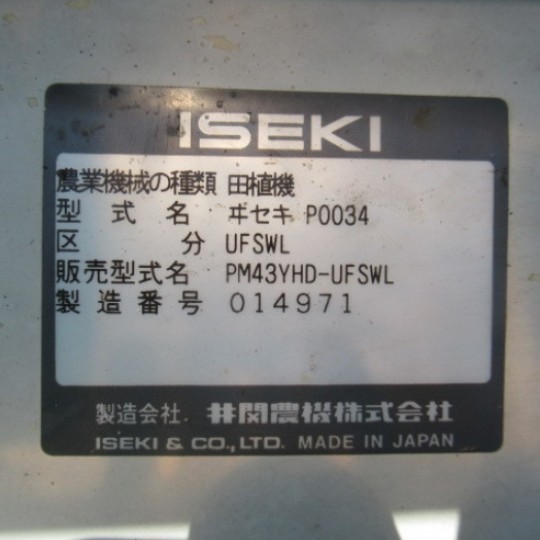 ISEKI
農業機械の種類 田植機
型式名 ヰセキ P0034
区分 UFSWL
販売型式名 PM43YHD-UFSWL
製造番号 014971
製造会社. 井関農機株式会社
ISEKI & CO., LTD. MADE IN JAPAN